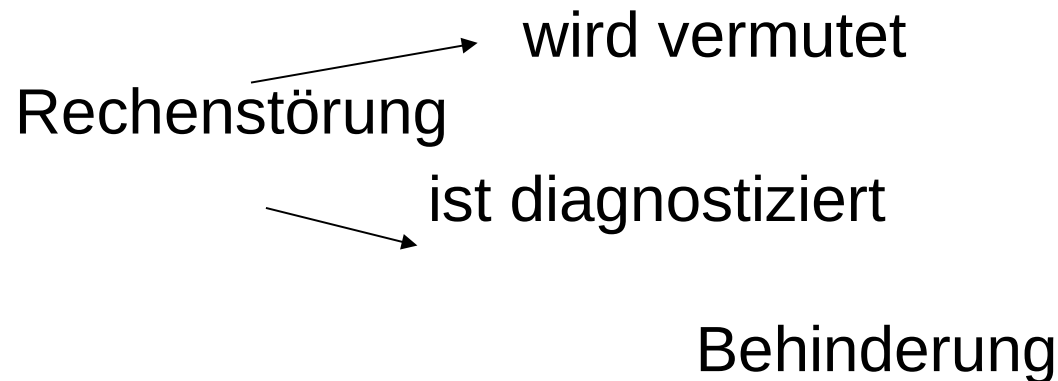 wird vermutet
Rechenstörung
ist diagnostiziert
Behinderung